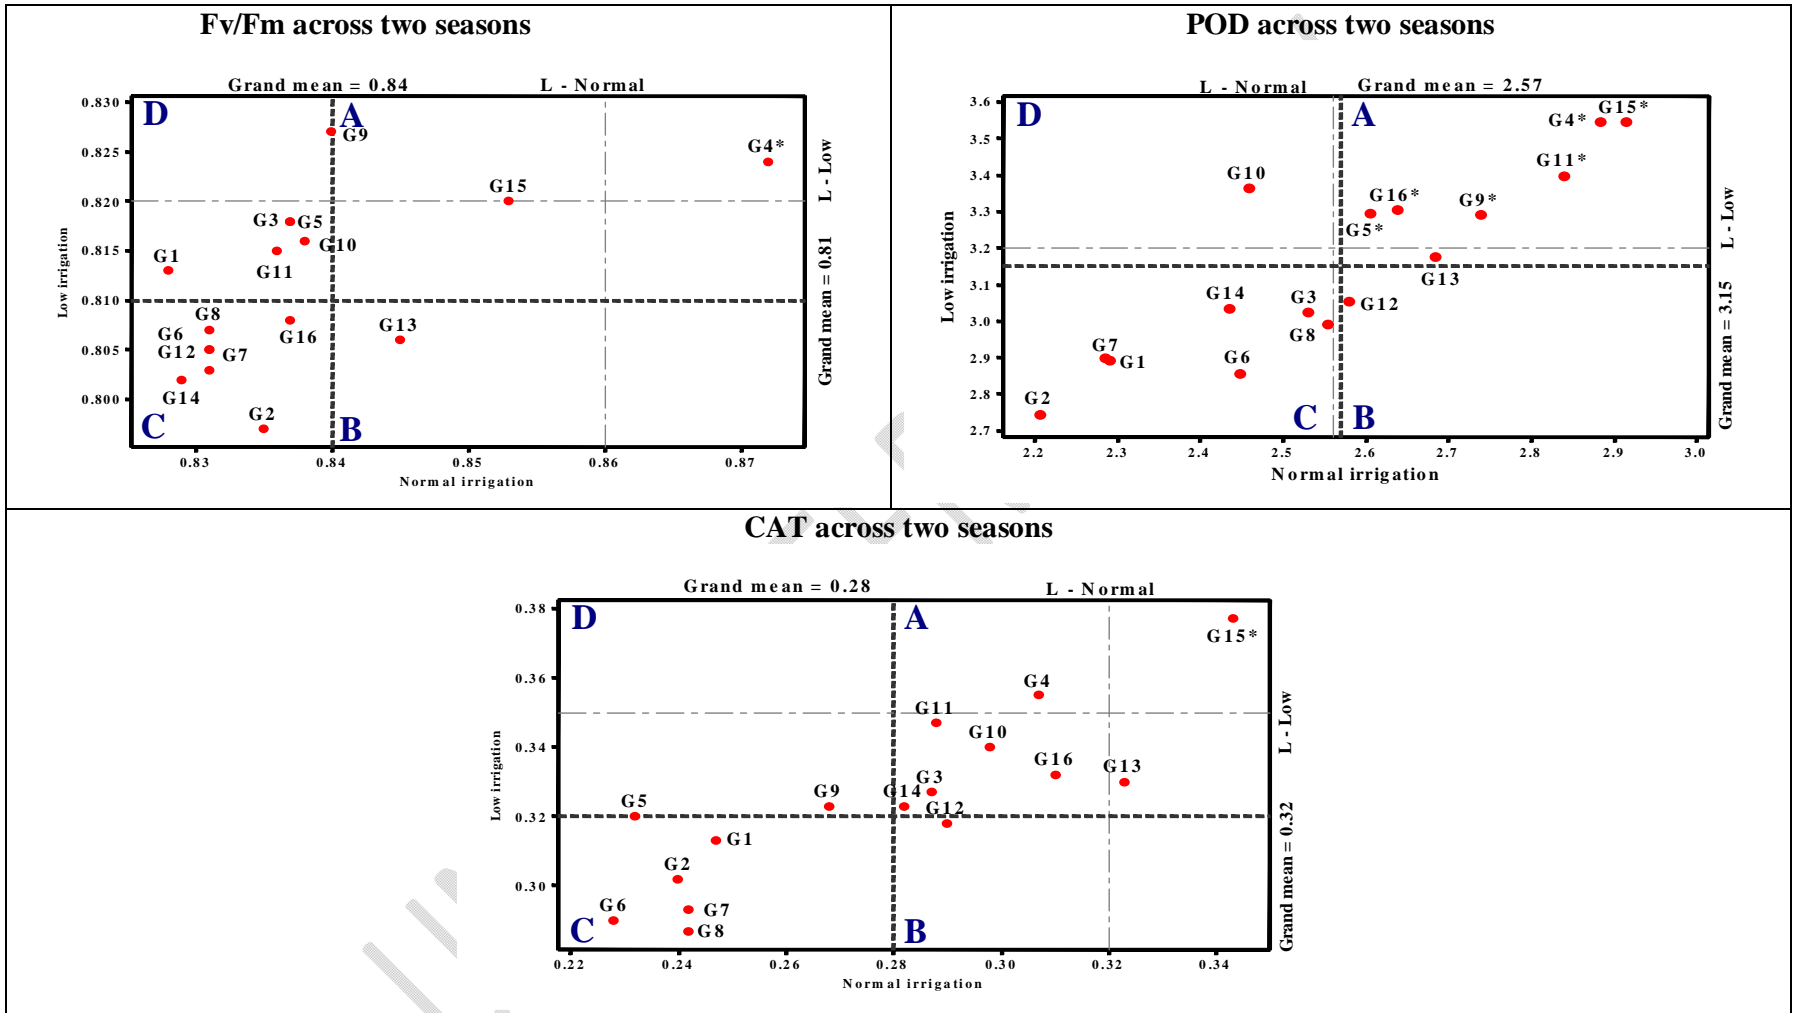 Fv/Fm across two seasons
Grand mean = 0.84 L - Normal
D A
0.830
G9
G4*
0.825
G15
0.820
G3 G5
G10
0.815
G1
G11
0.810
G8
G13
G6
G16
0.805
G12 G7
G14
0.800
G2
C B
0.83 0.84 0.85 0.86 0.87
Normal irrigation
Low irrigation
L - Low
Grand mean = 0.81
POD across two seasons
L - Normal Grand mean = 2.57
D A
3.6
G15*
G4*
3.5
G11*
3.4
G10
G16* G9*
3.3
G5*
3.2
G13
3.1
G14 G3
G12
3.0
G8
G7
G1 G6
2.9
2.8
G2
C B
2.7
2.2 2.3 2.4 2.5 2.6 2.7 2.8 2.9 3.0
Normal irrigation
Low irrigation
L - Low
Grand mean = 3.15
CAT across two seasons
Grand mean = 0.28 L - Normal
0.38
D A
G15*
0.36
G4
G11
G10
0.34
G16 G13
G3
G5 G9 G14
G12
0.32
G1
G2
0.30
G6 G7
G8
C B
0.22 0.24 0.26 0.28 0.30 0.32 0.34
Normal irrigation
Low irrigation
L - Low
Grand mean = 0.32